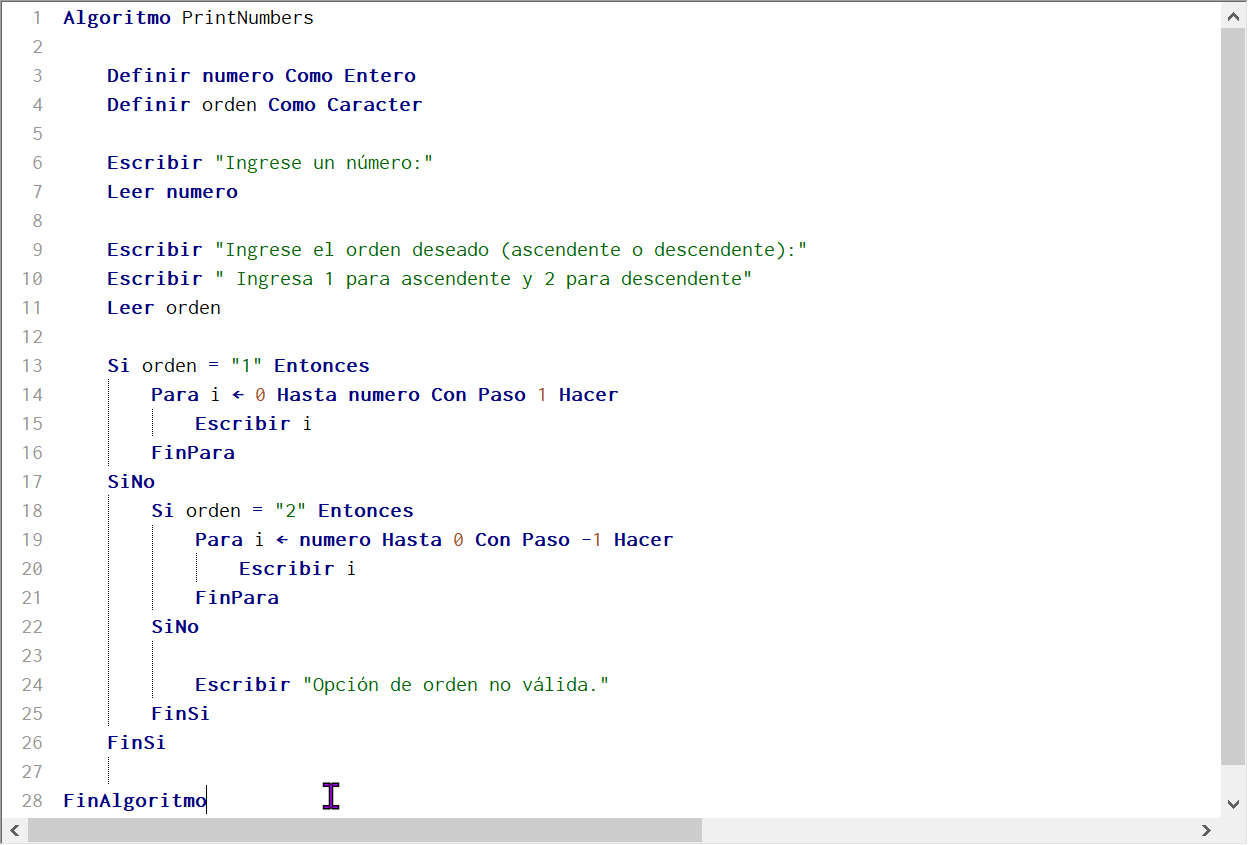 1 Algoritmo PrintNumbers
2
3 Definir numero Como Entero
4 Definir orden Como Caracter
5
6 Escribir "Ingrese un número:"
7 Leer numero
8
9 Escribir "Ingrese el orden deseado (ascendente o descendente):"
10 Escribir " Ingresa 1 para ascendente y 2 para descendente"
11 Leer orden
12
13 Si orden = "1" Entonces
14 Para i ← 0 Hasta numero Con Paso 1 Hacer
15 Escribir i
16 FinPara
17 SiNo
18 Si orden = "2" Entonces
19 Para i ← numero Hasta 0 Con Paso -1 Hacer
20 Escribir i
21 FinPara
22 SiNo
23
24 Escribir "Opción de orden no válida."
25 FinSi
26 FinSi
27
28 FinAlgoritmo